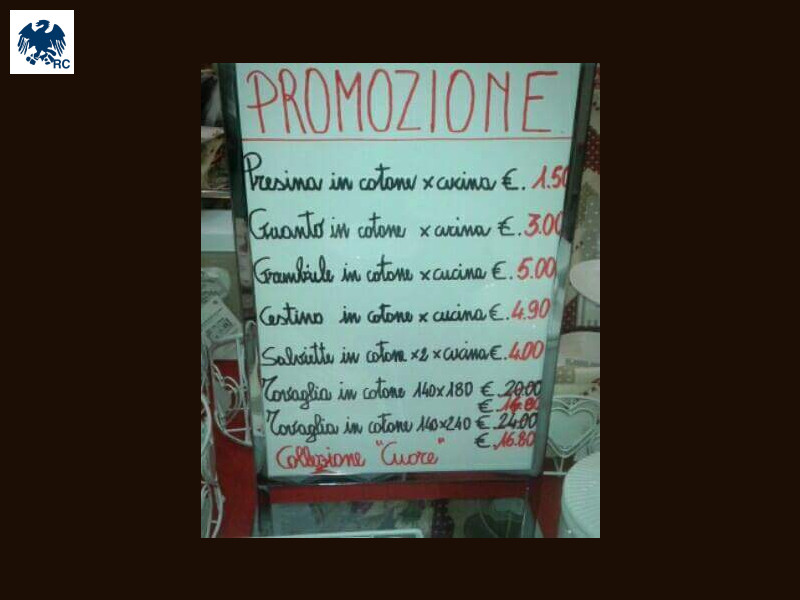 RC
PROMOZIONE
Presina in cotone x cucina €. 1.50
Guanto in cotone x cucina €. 3.00
Grembiule in cotone x cucina €. 5.00
Cestino in cotone x cucina €. 4.90
Salviette in cotone x2 x cucina €. 4.00
Tovaglia in cotone 140x180 € 20.00
€
Tovaglia in cotone 140x240 € 24.00
€ 16.80
Collezione "Cuore"